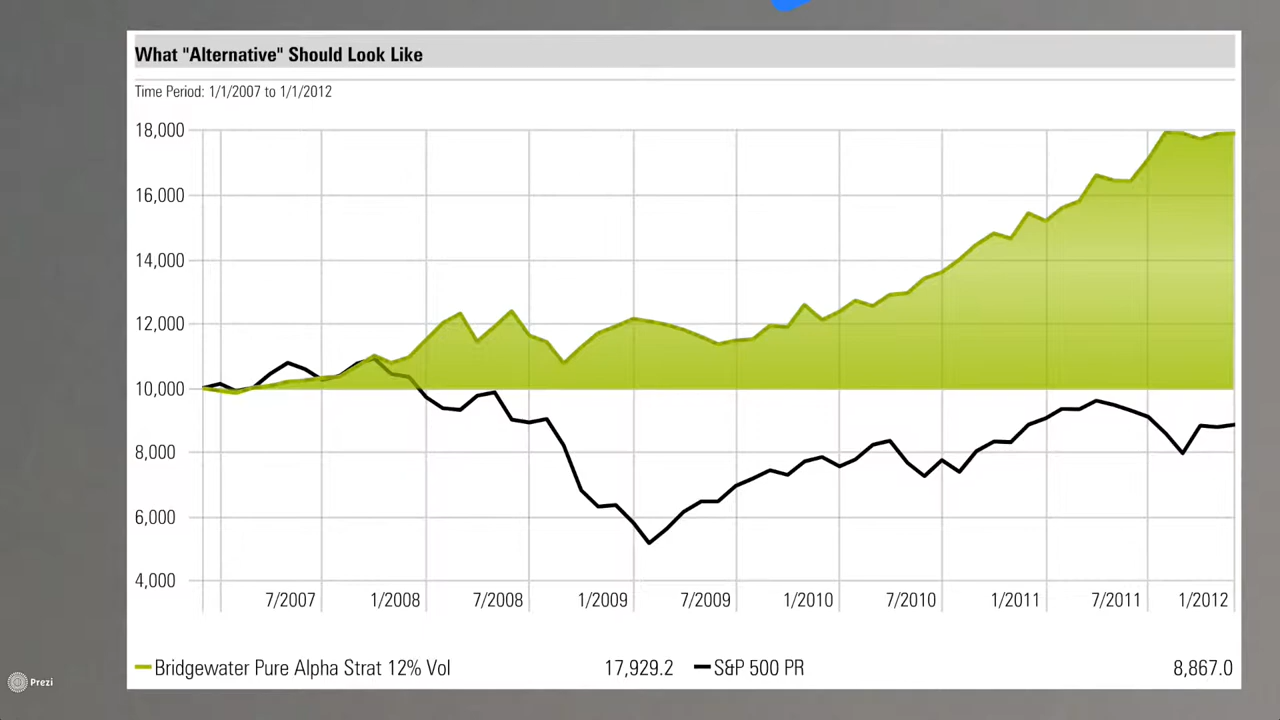 What "Alternative" Should Look Like
Time Period: 1/1/2007 to 1/1/2012
18,000
16,000
14,000
12,000
10,000
8,000
6,000
4,000
7/2007 1/2008 7/2008 1/2009 7/2009 1/2010 7/2010 1/2011 7/2011 1/2012
Bridgewater Pure Alpha Strat 12% Vol 17,929.2 S&P 500 PR 8,867.0
Prezi